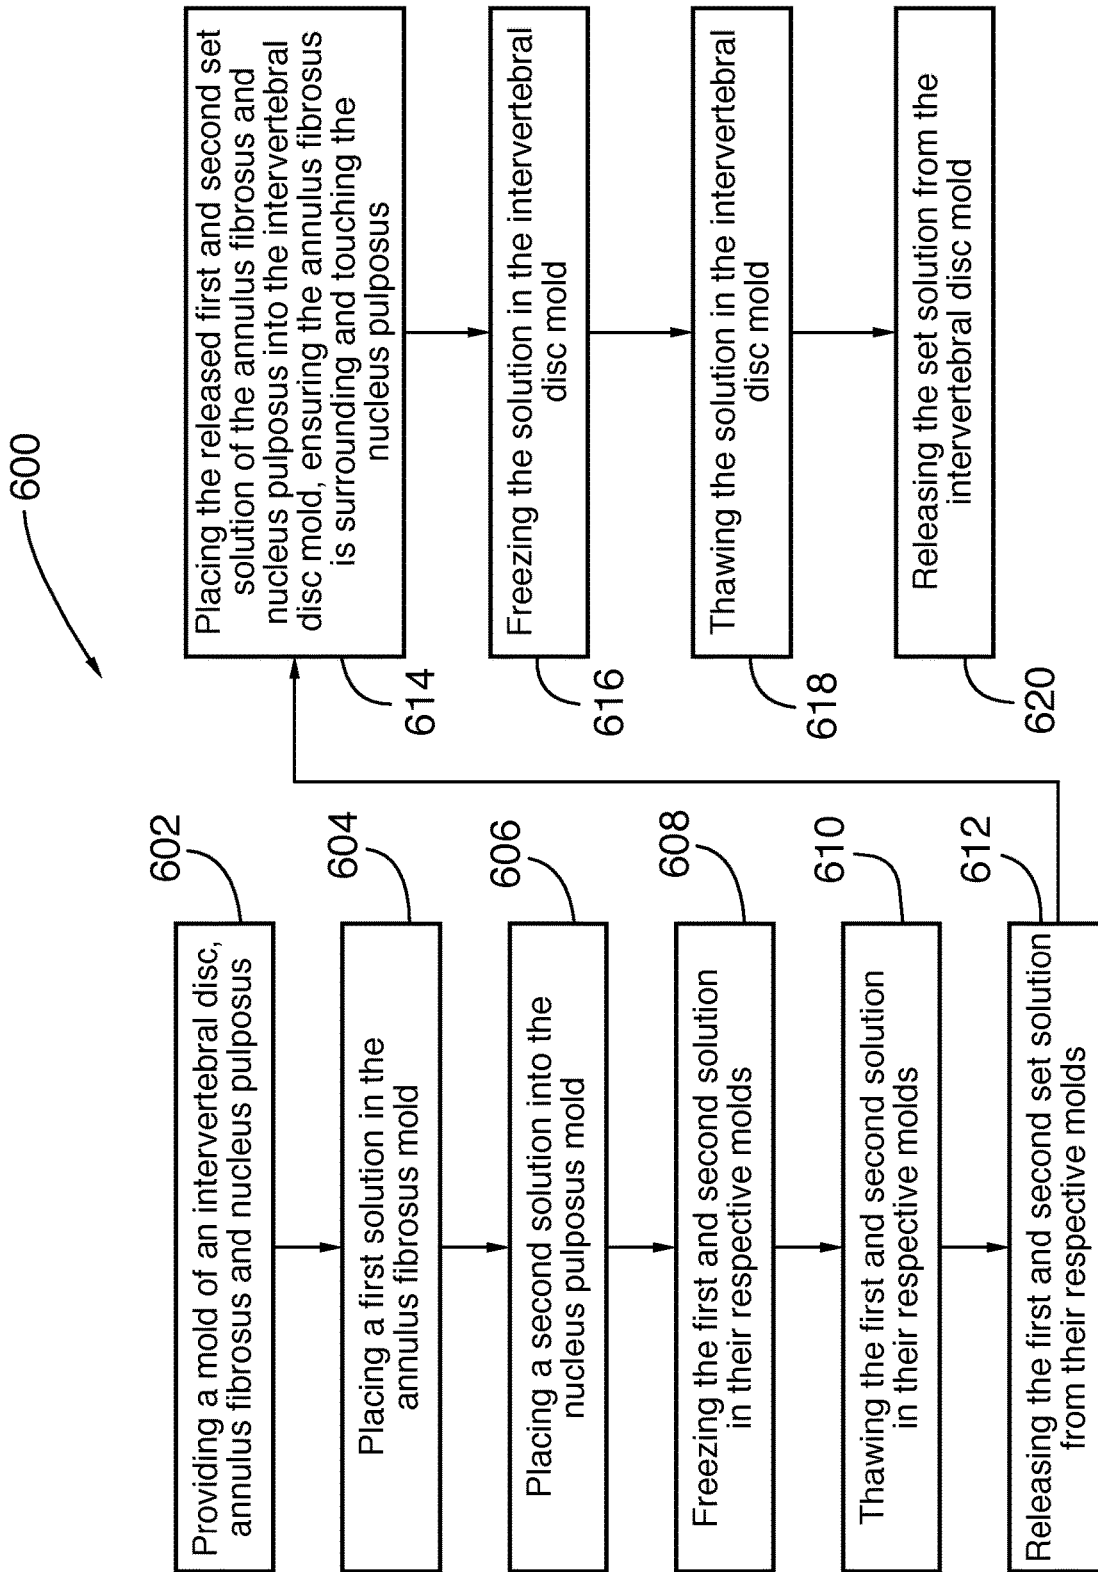 600
Providing a mold of an intervertebral disc,
annulus fibrosus and nucleus pulposus
602
Placing a first solution in the
annulus fibrosus mold
604
Placing a second solution into the
nucleus pulposus mold
606
Freezing the first and second solution
in their respective molds
608
Thawing the first and second solution
in their respective molds
610
Releasing the first and second set solution
from their respective molds
612
Placing the released first and second set
solution of the annulus fibrosus and
nucleus pulposus into the intervertebral
disc mold, ensuring the annulus fibrosus
is surrounding and touching the
nucleus pulposus
614
Freezing the solution in the intervertebral
disc mold
616
Thawing the solution in the intervertebral
disc mold
618
Releasing the set solution from the
intervertebral disc mold
620